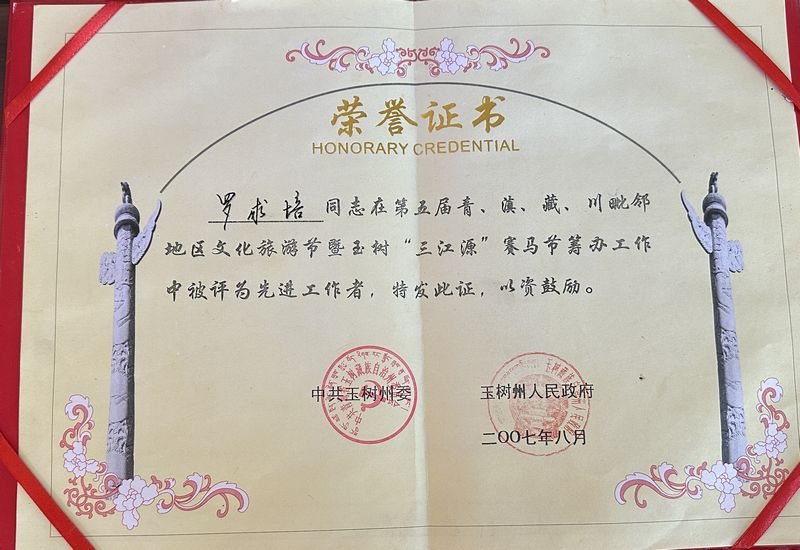 荣誉证书
HONORARY CREDENTIAL
罗求培同志在第五届青、滇、藏、川毗邻
地区文化旅游节暨玉树“三江源”赛马节筹办工作
中被评为先进工作者，特发此证，以资鼓励。
中共玉树州委
玉树州人民政府
二〇〇七年八月